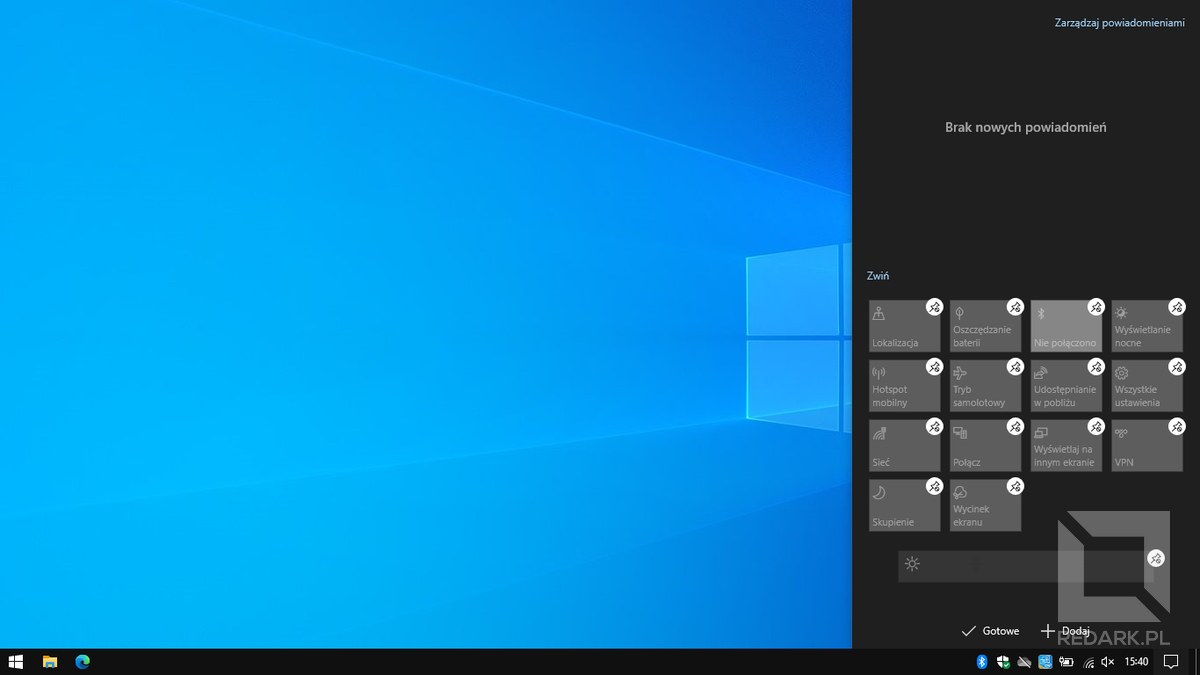 Zarządzaj powiadomieniami
Brak nowych powiadomień
Zwiń
Lokalizacja
Oszczędzanie
baterii
Nie połączono
Wyświetlanie
nocne
Hotspot
mobilny
Tryb
samolotowy
Udostępnianie
w pobliżu
Wszystkie
ustawienia
Sieć
Połącz
Wyświetlaj na
innym ekranie
VPN
Skupienie
Wycinek
ekranu
Gotowe
Dodaj
REDARK.PL
15:40